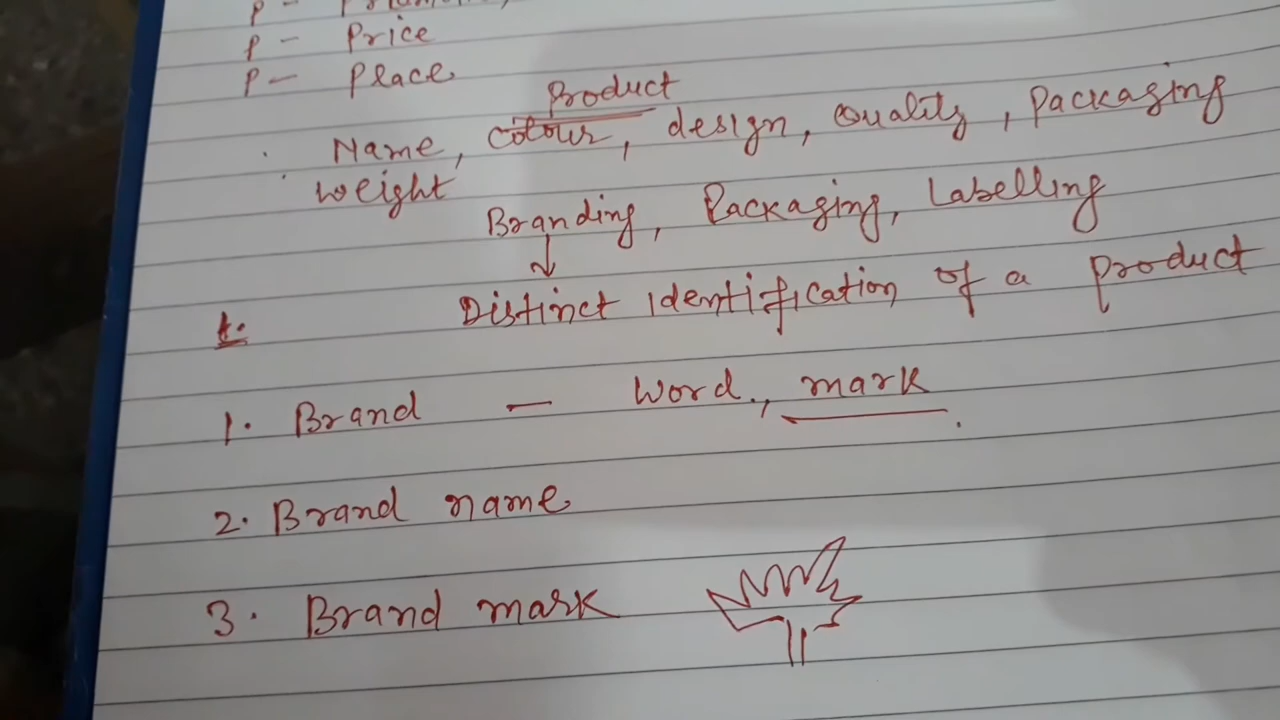 P - 
P - Price
P - Place
Product
Name, colour, design, Quality, Packaging
weight
Branding, Packaging, Labelling
↓
Distinct Identification of a Product
1. Brand - Word, mark.
2. Brand name
3. Brand mark